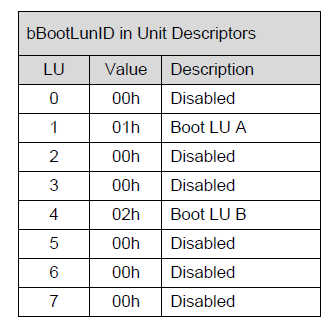 bBootLunID in Unit Descriptors
LU Value Description
0 00h Disabled
1 01h Boot LU A
2 00h Disabled
3 00h Disabled
4 02h Boot LU B
5 00h Disabled
6 00h Disabled
7 00h Disabled